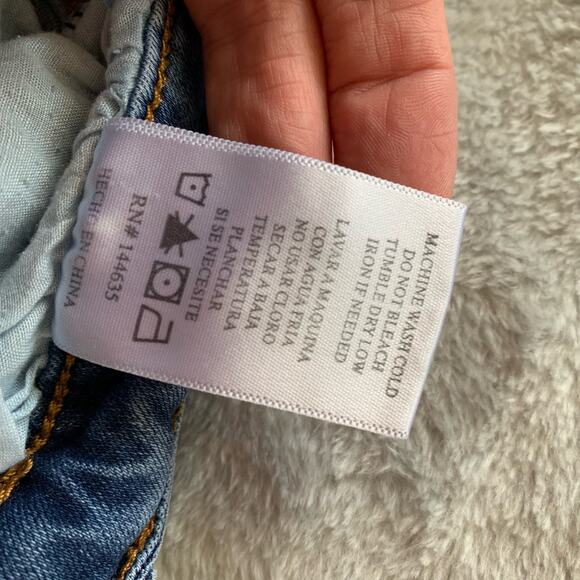 MACHINE WASH COLD
DO NOT BLEACH
TUMBLE DRY LOW
IRON IF NEEDED
LAVAR A MAQUINA
CON AGUA FRIA
NO USAR CLORO
SECAR A BAJA
TEMPERATURA
PLANCHAR
SI SE NECESITE
RN# 144635
HECHO EN CHINA